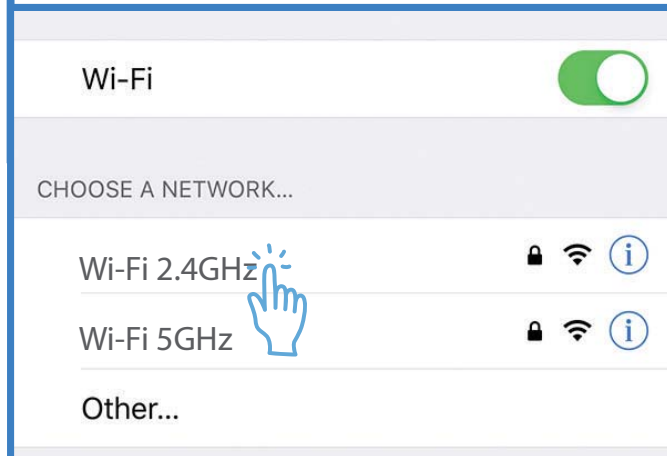 Wi-Fi
CHOOSE A NETWORK...
Wi-Fi 2.4GHz
Wi-Fi 5GHz
Other...